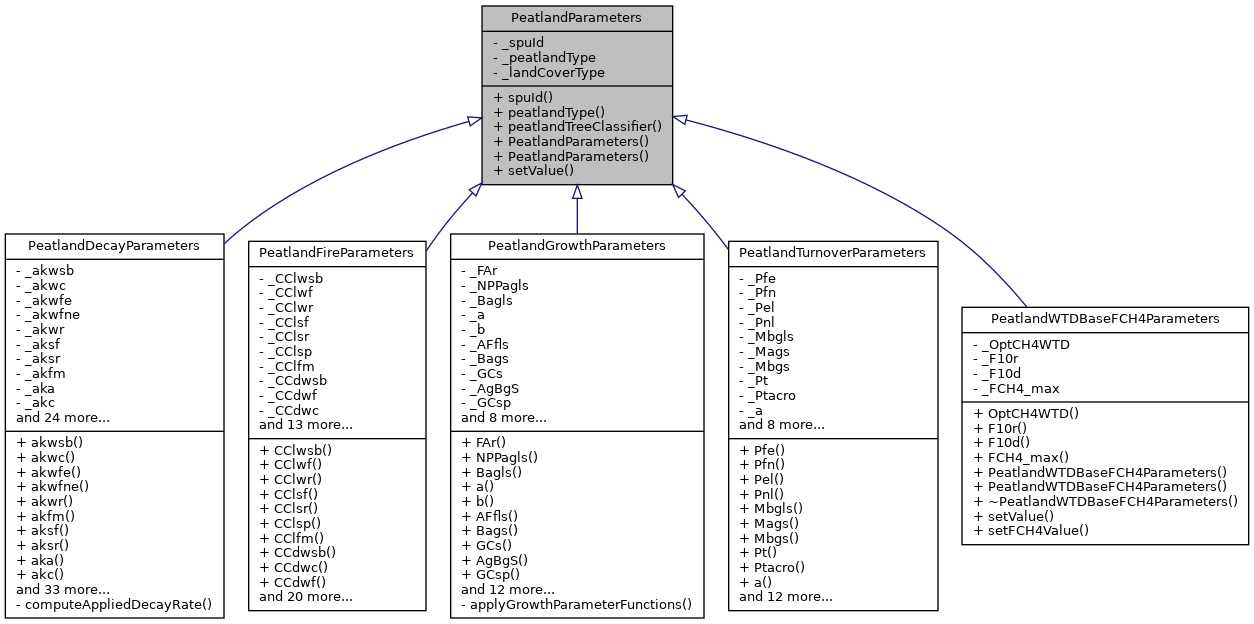 PeatlandParameters
- _spuId
- _peatlandType
- _landCoverType
+ spuId()
+ peatlandType()
+ peatlandTreeClassifier()
+ PeatlandParameters()
+ PeatlandParameters()
+ setValue()
PeatlandDecayParameters
- _akwsb
- _akwc
- _akwfe
- _akwfne
- _akwr
- _aksf
- _aksr
- _akfm
- _aka
- _akc
and 24 more...
+ akwsb()
+ akwc()
+ akwfe()
+ akwfne()
+ akwr()
+ akfm()
+ aksf()
+ aksr()
+ aka()
+ akc()
and 33 more...
- computeAppliedDecayRate()
PeatlandFireParameters
- _CClwsb
- _CClwf
- _CClwr
- _CClsf
- _CClsr
- _CClsp
- _CClfm
- _CCdwsb
- _CCdwf
- _CCdwc
and 13 more...
+ CClwsb()
+ CClwf()
+ CClwr()
+ CClsf()
+ CClsr()
+ CClsp()
+ CClfm()
+ CCdwsb()
+ CCdwc()
+ CCdwf()
and 20 more...
PeatlandGrowthParameters
- _FAr
- _NPPagls
- _Bagls
- _a
- _b
- _AFfls
- _Bags
- _GCs
- _AgBgS
- _GCsp
and 8 more...
+ FAr()
+ NPPagls()
+ Bagls()
+ a()
+ b()
+ AFfls()
+ Bags()
+ GCs()
+ AgBgS()
+ GCsp()
and 12 more...
- applyGrowthParameterFunctions()
PeatlandTurnoverParameters
- _Pfe
- _Pfn
- _Pel
- _Pnl
- _Mbgls
- _Mags
- _Mbgs
- _Pt
- _Ptacro
- _a
and 8 more...
+ Pfe()
+ Pfn()
+ Pel()
+ Pnl()
+ Mbgls()
+ Mags()
+ Mbgs()
+ Pt()
+ Ptacro()
+ a()
and 12 more...
PeatlandWTDBaseFCH4Parameters
- _OptCH4WTD
- _F10r
- _F10d
- _FCH4_max
+ OptCH4WTD()
+ F10r()
+ F10d()
+ FCH4_max()
+ PeatlandWTDBaseFCH4Parameters()
+ PeatlandWTDBaseFCH4Parameters()
+ ~PeatlandWTDBaseFCH4Parameters()
+ setValue()
+ setFCH4Value()